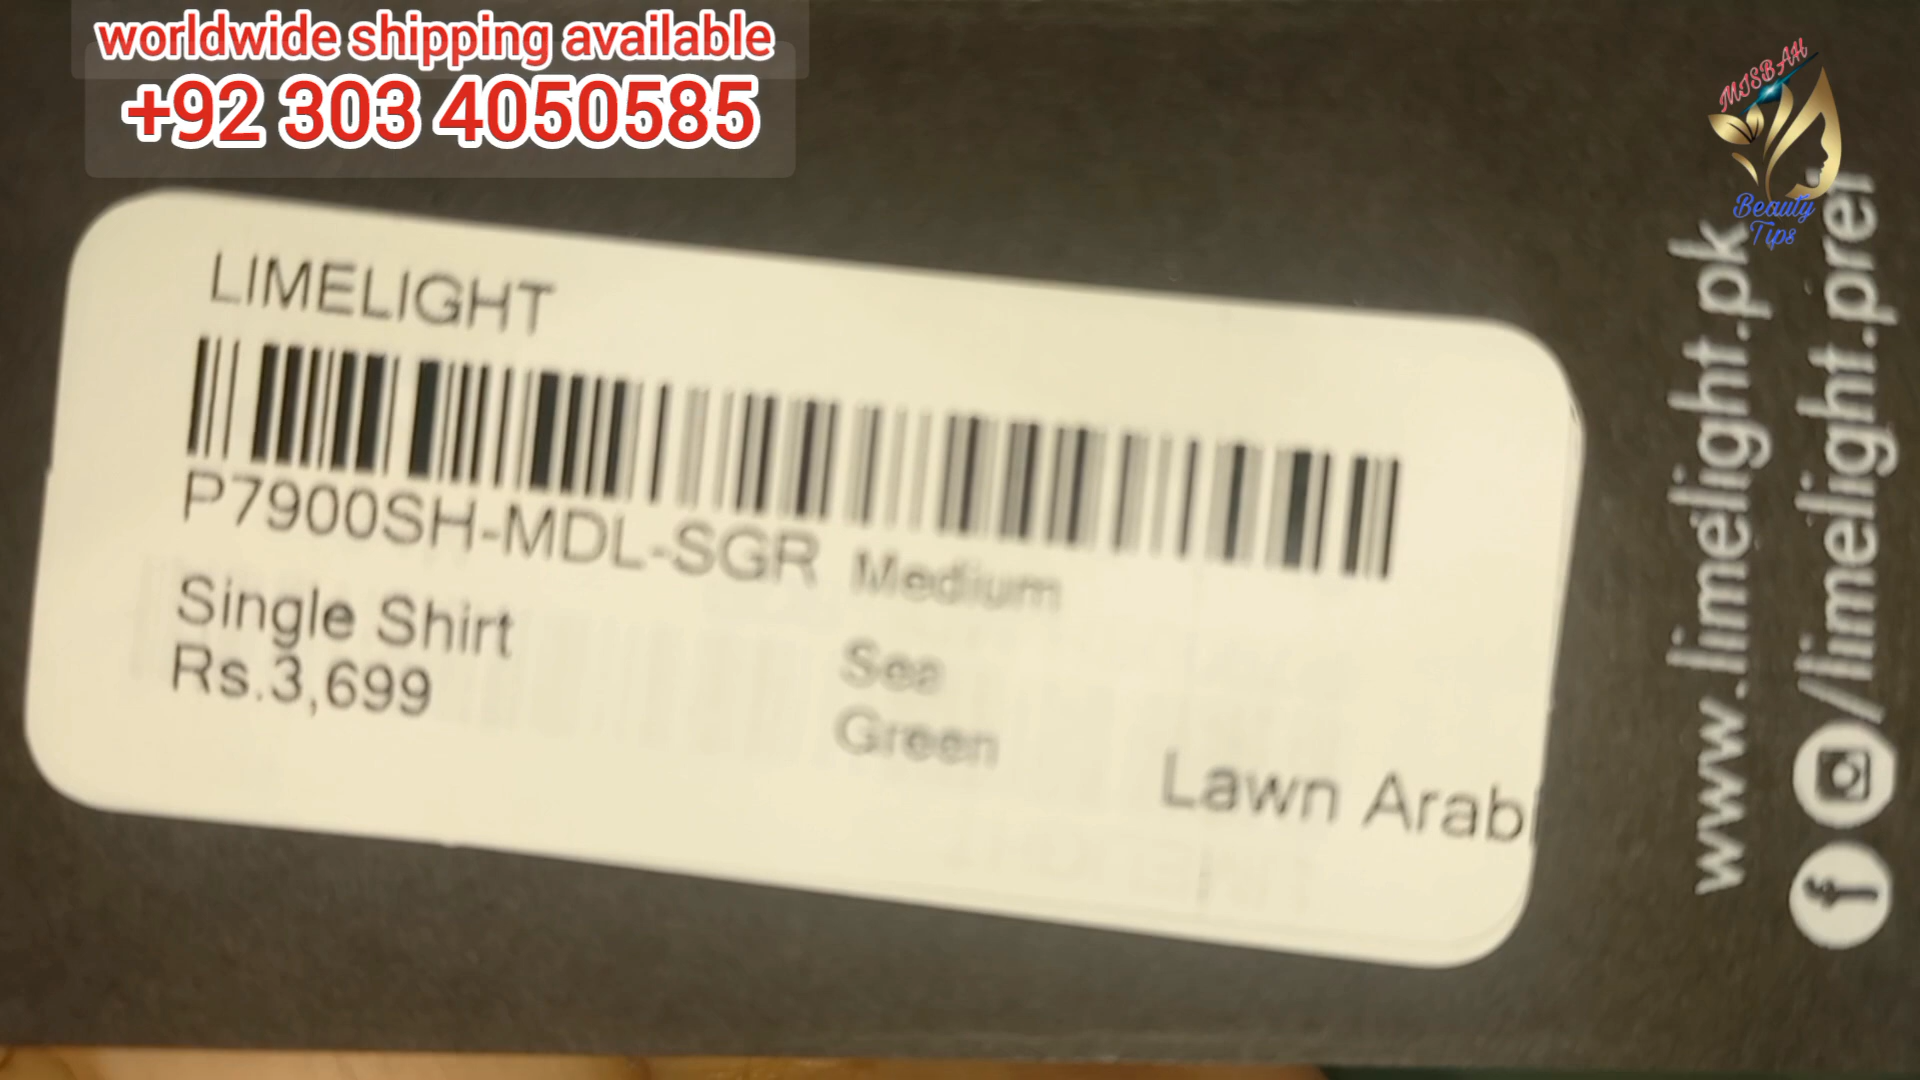 worldwide shipping available
+92 303 4050585
MISBAH
Beauty
Tips
LIMELIGHT
P7900SH-MDL-SGR Medium
Single Shirt
Rs.3,699
Sea
Green
Lawn Arab
www.limelight.pk
/limelight.pret